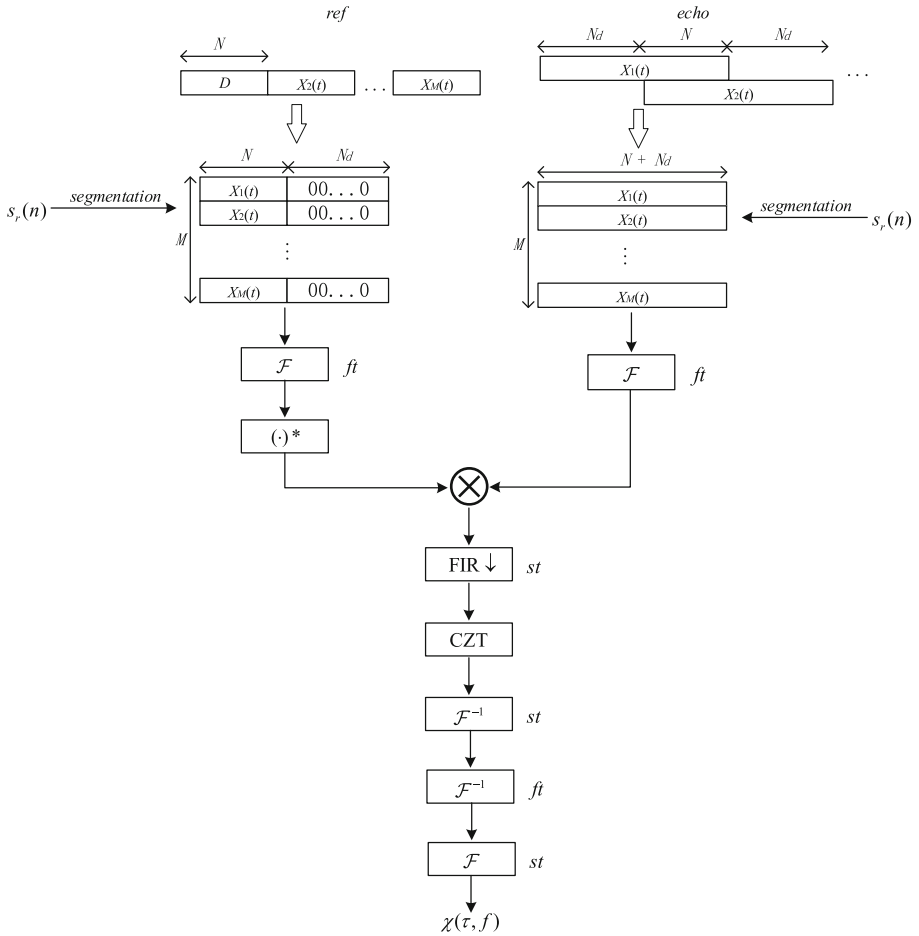 ref echo
N Nd N Nd
D X2(t) ... XM(t)
X1(t) ...
X2(t)
N Nd
N + Nd
sr(n) segmentation M X1(t) 00...0
X2(t) 00...0
⋮
XM(t) 00...0
M X1(t) segmentation sr(n)
X2(t)
⋮
XM(t)
ℱ ft
ℱ ft
(·)*
⊗
FIR ↓ st
CZT
ℱ⁻¹ st
ℱ⁻¹ ft
ℱ st
χ(τ, f)